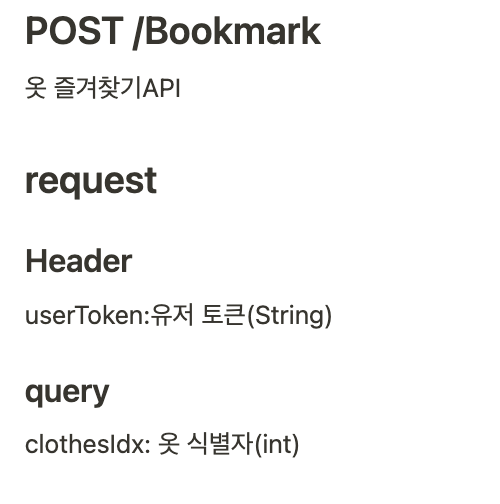 POST /Bookmark
옷 즐겨찾기API
request
Header
userToken:유저 토큰(String)
query
clothesIdx: 옷 식별자(int)